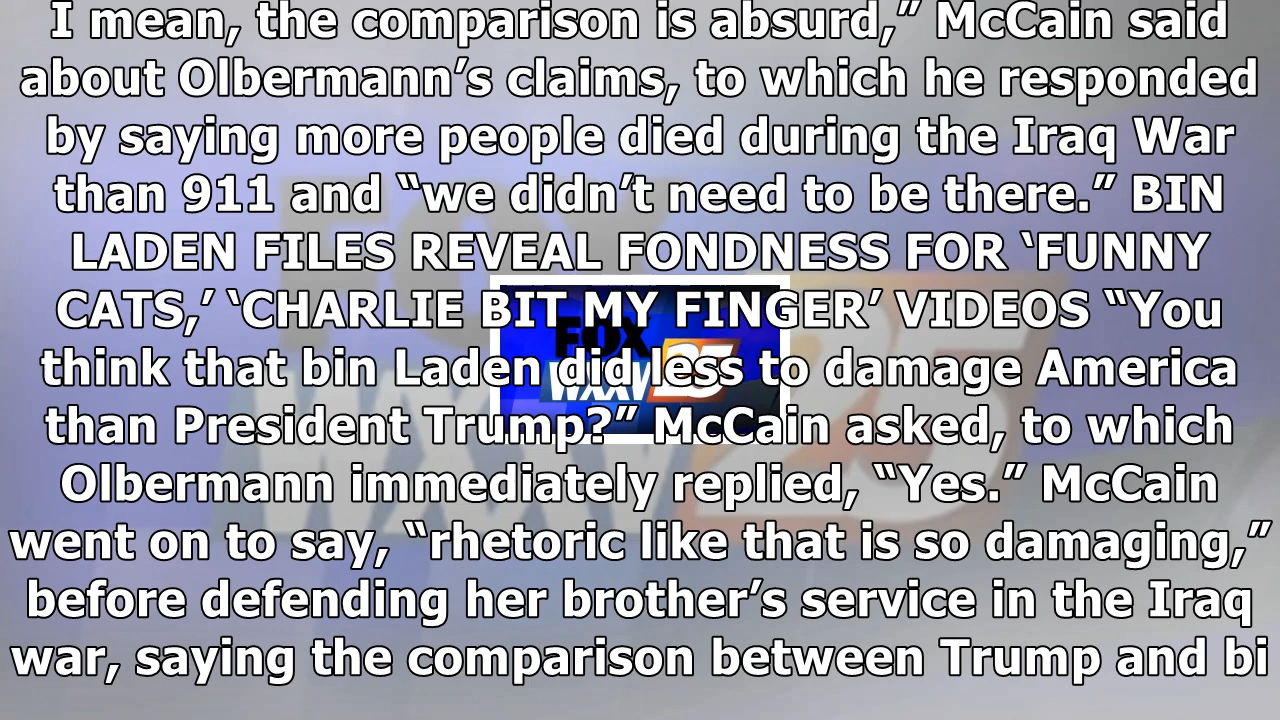 I mean, the comparison is absurd,” McCain said
about Olbermann’s claims, to which he responded
by saying more people died during the Iraq War
than 911 and “we didn’t need to be there.” BIN
LADEN FILES REVEAL FONDNESS FOR ‘FUNNY
CATS,’ ‘CHARLIE BIT MY FINGER’ VIDEOS “You
think that bin Laden did less to damage America
than President Trump?” McCain asked, to which
Olbermann immediately replied, “Yes.” McCain
went on to say, “rhetoric like that is so damaging,”
before defending her brother’s service in the Iraq
war, saying the comparison between Trump and bi
FOX
WXXV 25